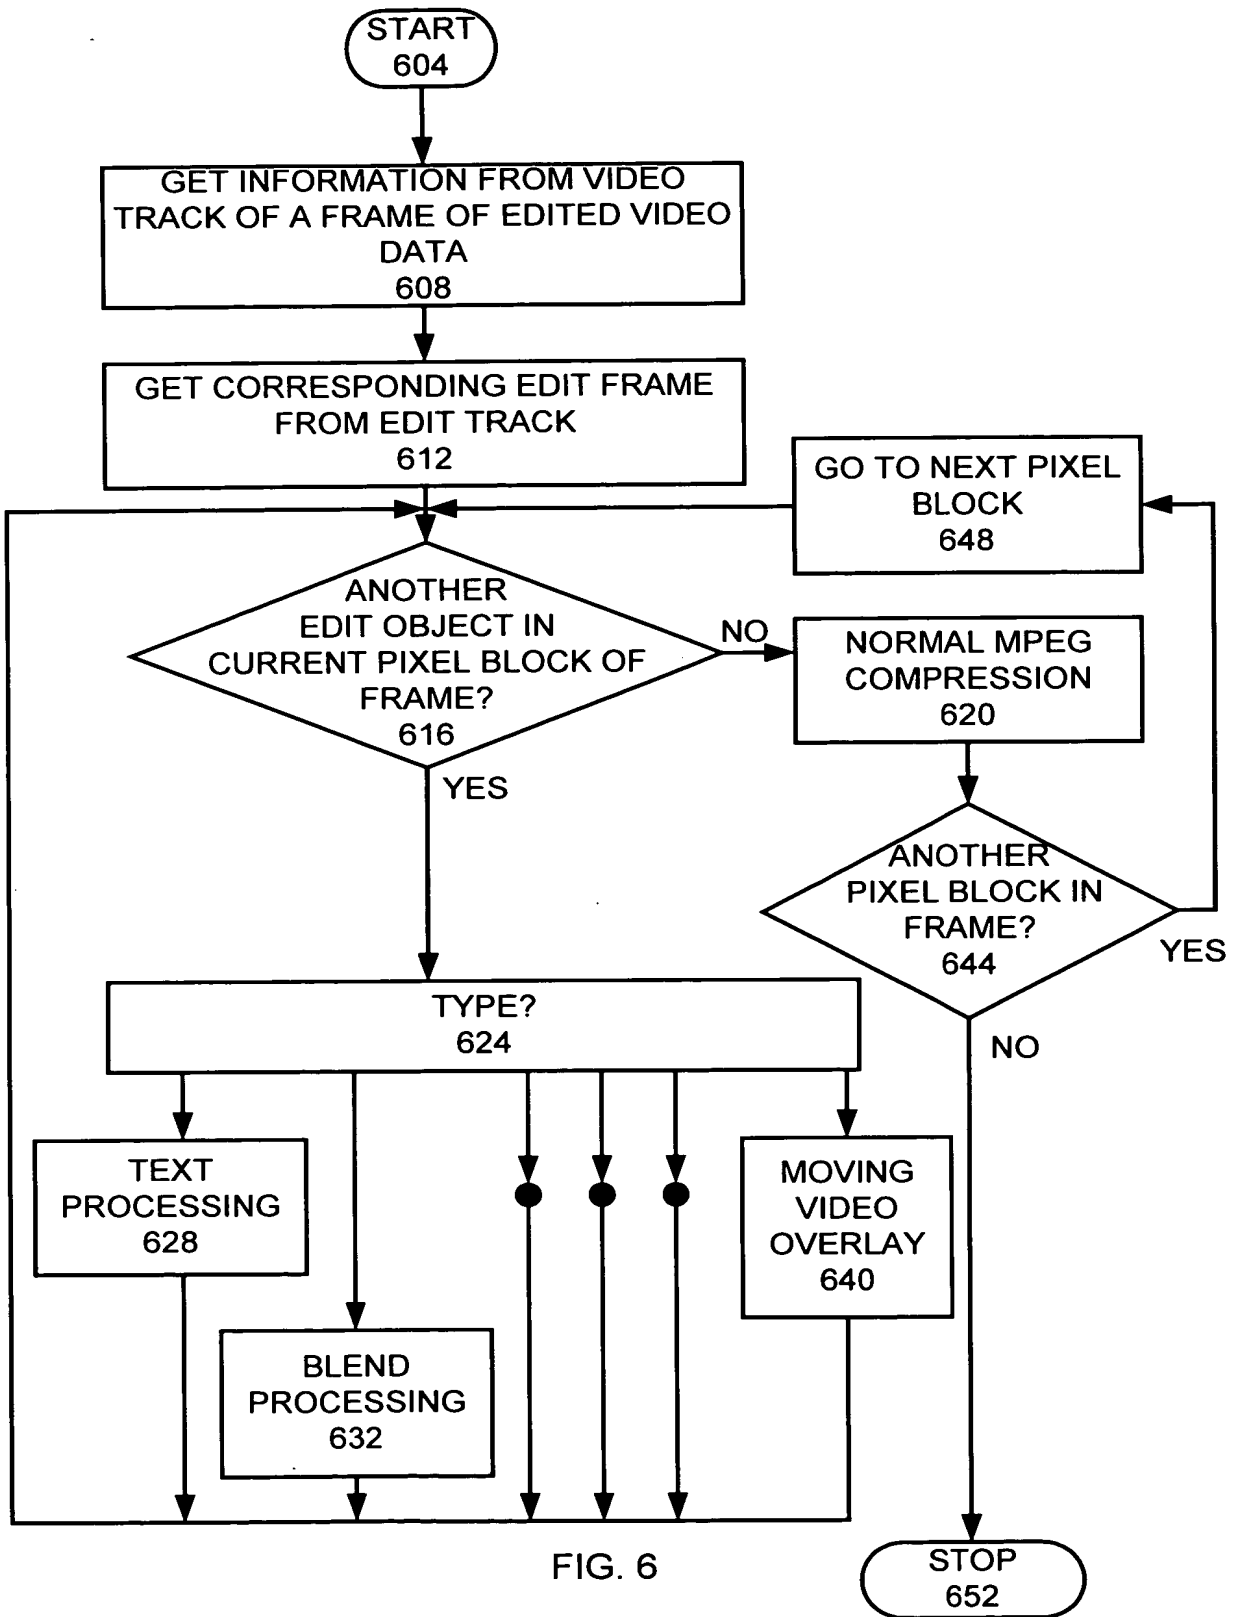 START
604
GET INFORMATION FROM VIDEO
TRACK OF A FRAME OF EDITED VIDEO
DATA
608
GET CORRESPONDING EDIT FRAME
FROM EDIT TRACK
612
GO TO NEXT PIXEL
BLOCK
648
ANOTHER
EDIT OBJECT IN
CURRENT PIXEL BLOCK OF
FRAME?
616
NO
NORMAL MPEG
COMPRESSION
620
YES
ANOTHER
PIXEL BLOCK IN
FRAME?
644
YES
NO
TYPE?
624
TEXT
PROCESSING
628
BLEND
PROCESSING
632
MOVING
VIDEO
OVERLAY
640
STOP
652
FIG. 6